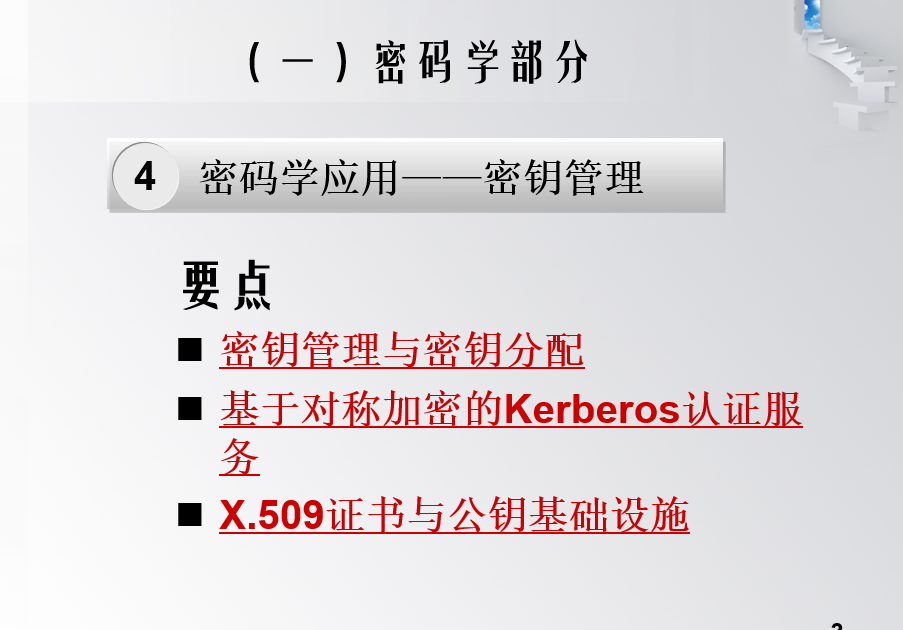 (一)密码学部分
4 密码学应用——密钥管理
要点
■ 密钥管理与密钥分配
■ 基于对称加密的Kerberos认证服
务
■ X.509证书与公钥基础设施